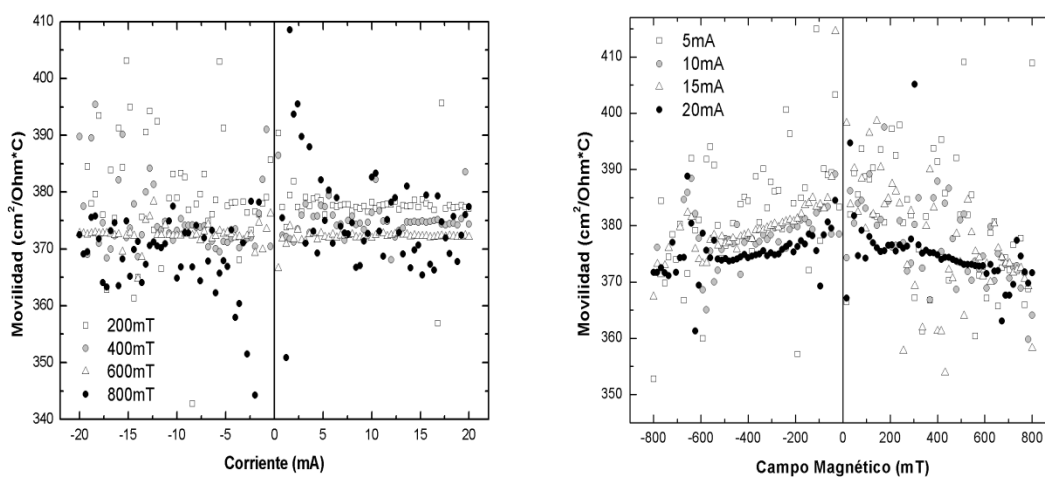 Movilidad (cm²/Ohm*C)
410
400
390
380
370
360
350
340
200mT
400mT
600mT
800mT
-20 -15 -10 -5 0 5 10 15 20
Corriente (mA)
Movilidad (cm²/Ohm*C)
410
400
390
380
370
360
350
5mA
10mA
15mA
20mA
-800 -600 -400 -200 0 200 400 600 800
Campo Magnético (mT)